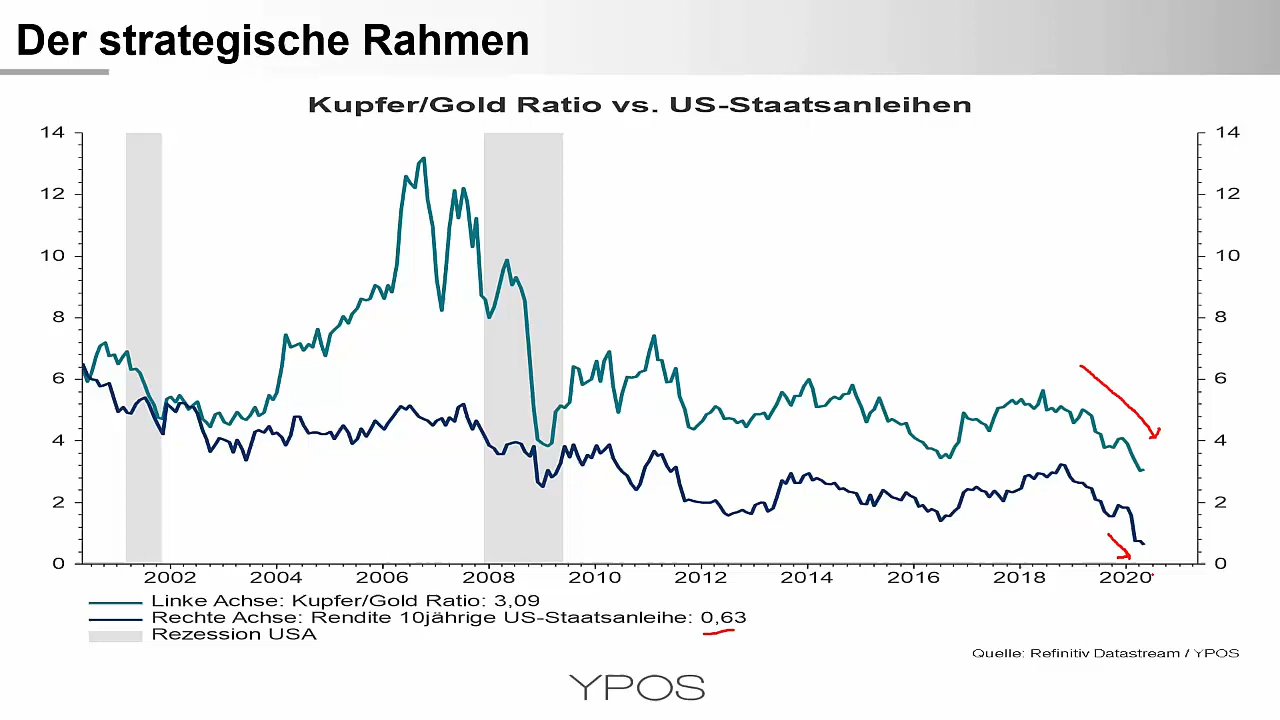 Der strategische Rahmen
Kupfer/Gold Ratio vs. US-Staatsanleihen
14 14
12 12
10 10
8 8
6 6
4 4
2 2
0 0
2002 2004 2006 2008 2010 2012 2014 2016 2018 2020
Linke Achse: Kupfer/Gold Ratio: 3,09
Rechte Achse: Rendite 10jährige US-Staatsanleihe: 0,63
Rezession USA
Quelle: Refinitiv Datastream / YPOS
YPOS